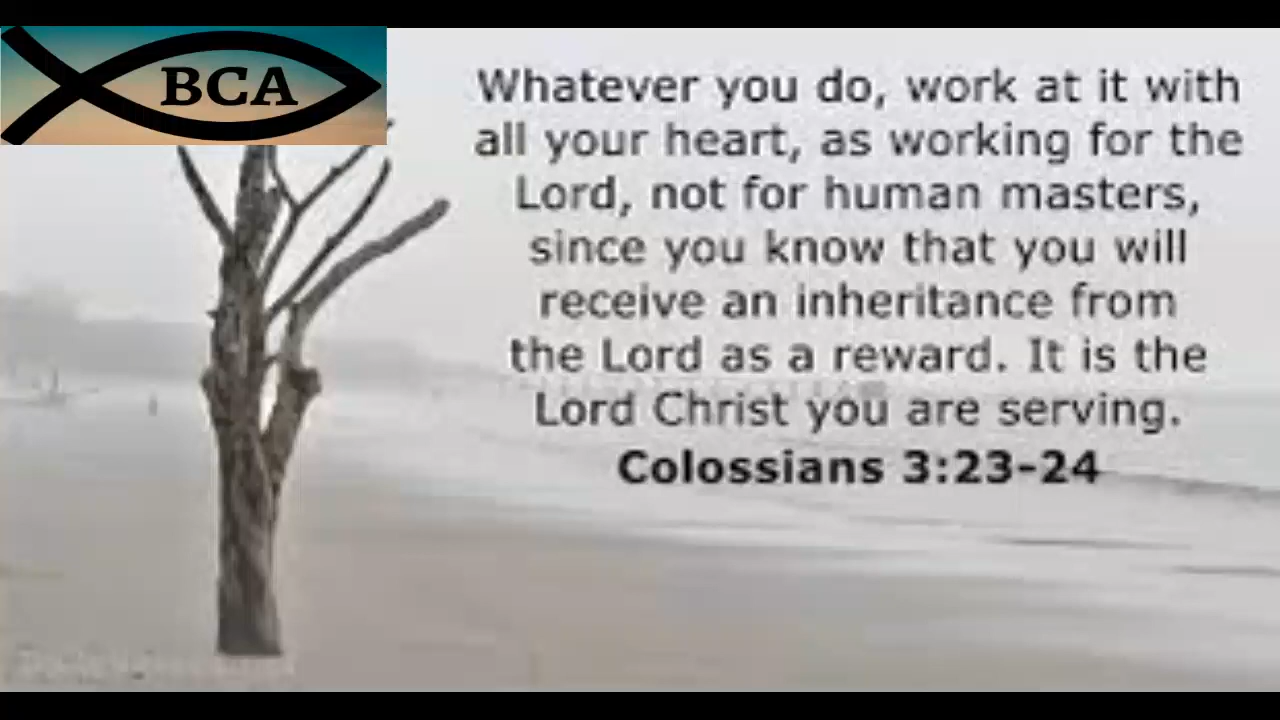 BCA
Whatever you do, work at it with
all your heart, as working for the
Lord, not for human masters,
since you know that you will
receive an inheritance from
the Lord as a reward. It is the
Lord Christ you are serving.
Colossians 3:23-24